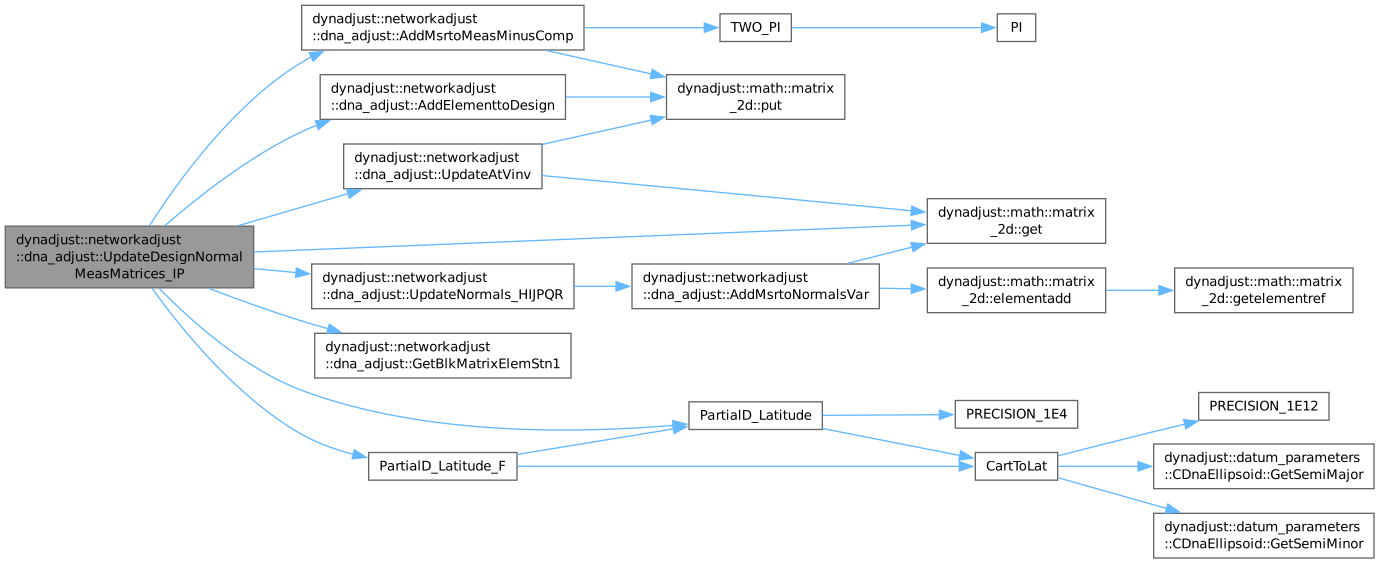 dynadjust::networkadjust
::dna_adjust::AddMsrtoMeasMinusComp
TWO_PI
PI
dynadjust::networkadjust
::dna_adjust::AddElementtoDesign
dynadjust::math::matrix
_2d::put
dynadjust::networkadjust
::dna_adjust::UpdateAtVinv
dynadjust::math::matrix
_2d::get
dynadjust::networkadjust
::dna_adjust::UpdateDesignNormal
MeasMatrices_IP
dynadjust::networkadjust
::dna_adjust::UpdateNormals_HIJPQR
dynadjust::networkadjust
::dna_adjust::AddMsrtoNormalsVar
dynadjust::math::matrix
_2d::elementadd
dynadjust::math::matrix
_2d::getelementref
dynadjust::networkadjust
::dna_adjust::GetBlkMatrixElemStn1
PartialD_Latitude
PRECISION_1E4
PRECISION_1E12
PartialD_Latitude_F
CartToLat
dynadjust::datum_parameters
::CDnaEllipsoid::GetSemiMajor
dynadjust::datum_parameters
::CDnaEllipsoid::GetSemiMinor